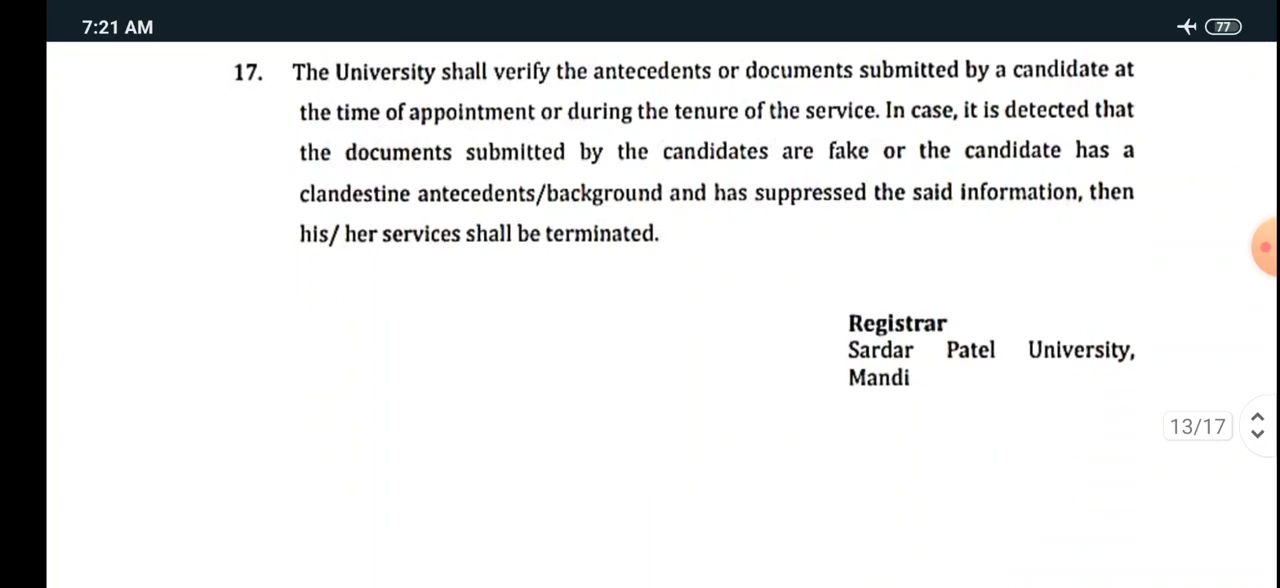 7:21 AM
77
17. The University shall verify the antecedents or documents submitted by a candidate at
the time of appointment or during the tenure of the service. In case, it is detected that
the documents submitted by the candidates are fake or the candidate has a
clandestine antecedents/background and has suppressed the said information, then
his/ her services shall be terminated.
Registrar
Sardar Patel University,
Mandi
13/17